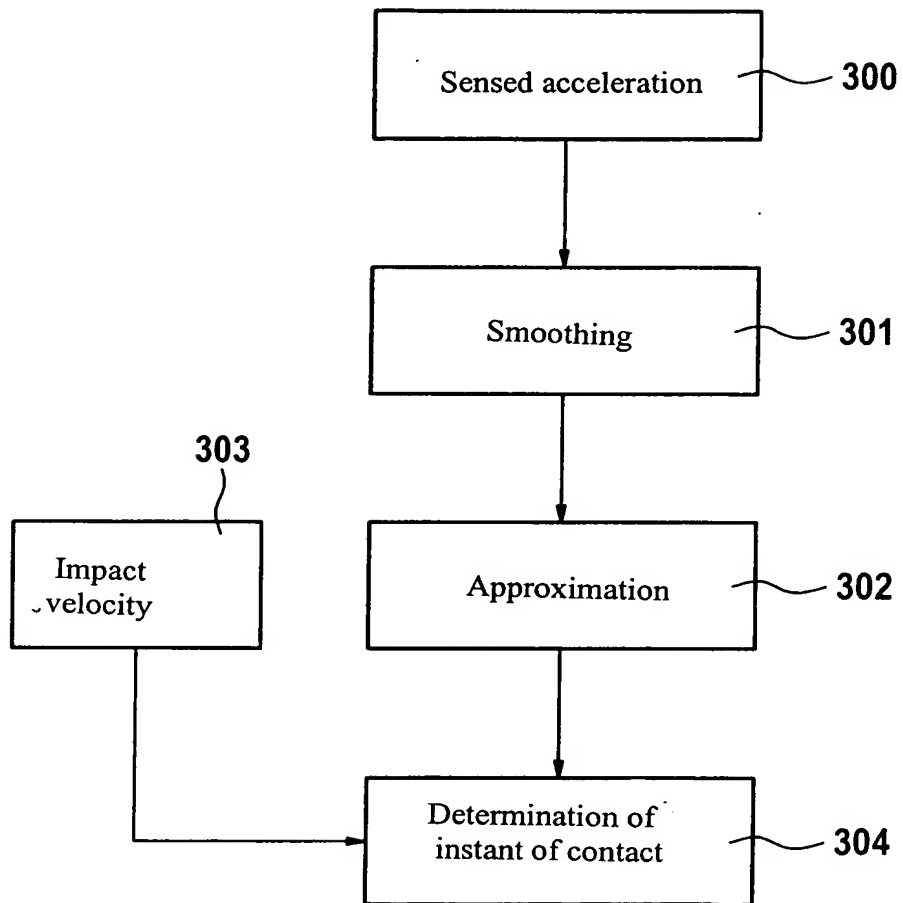 Sensed acceleration
300
Smoothing
301
303
Impact
velocity
Approximation
302
Determination of
instant of contact
304